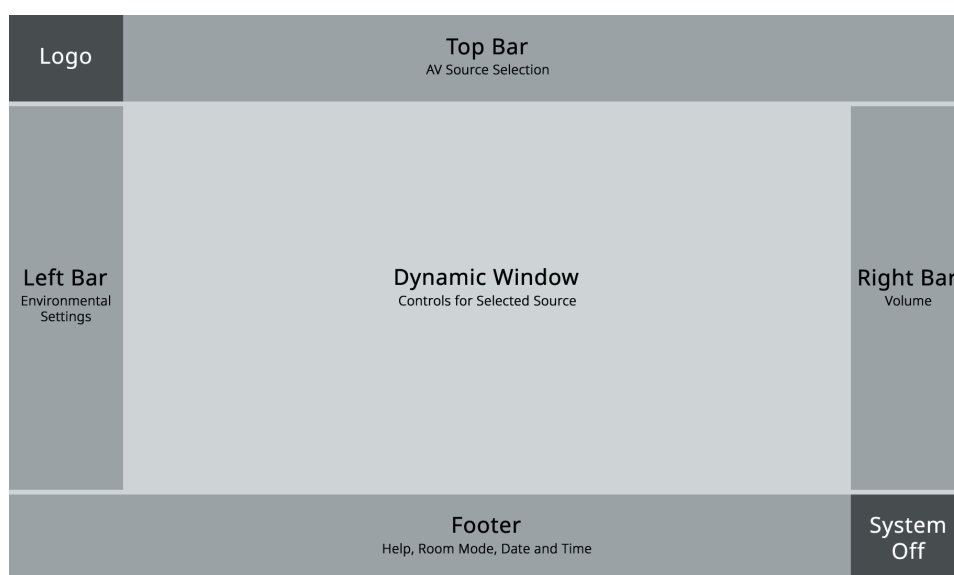 Logo
Top Bar
AV Source Selection
Left Bar
Environmental
Settings
Dynamic Window
Controls for Selected Source
Right Bar
Volume
Footer
Help, Room Mode, Date and Time
System
Off